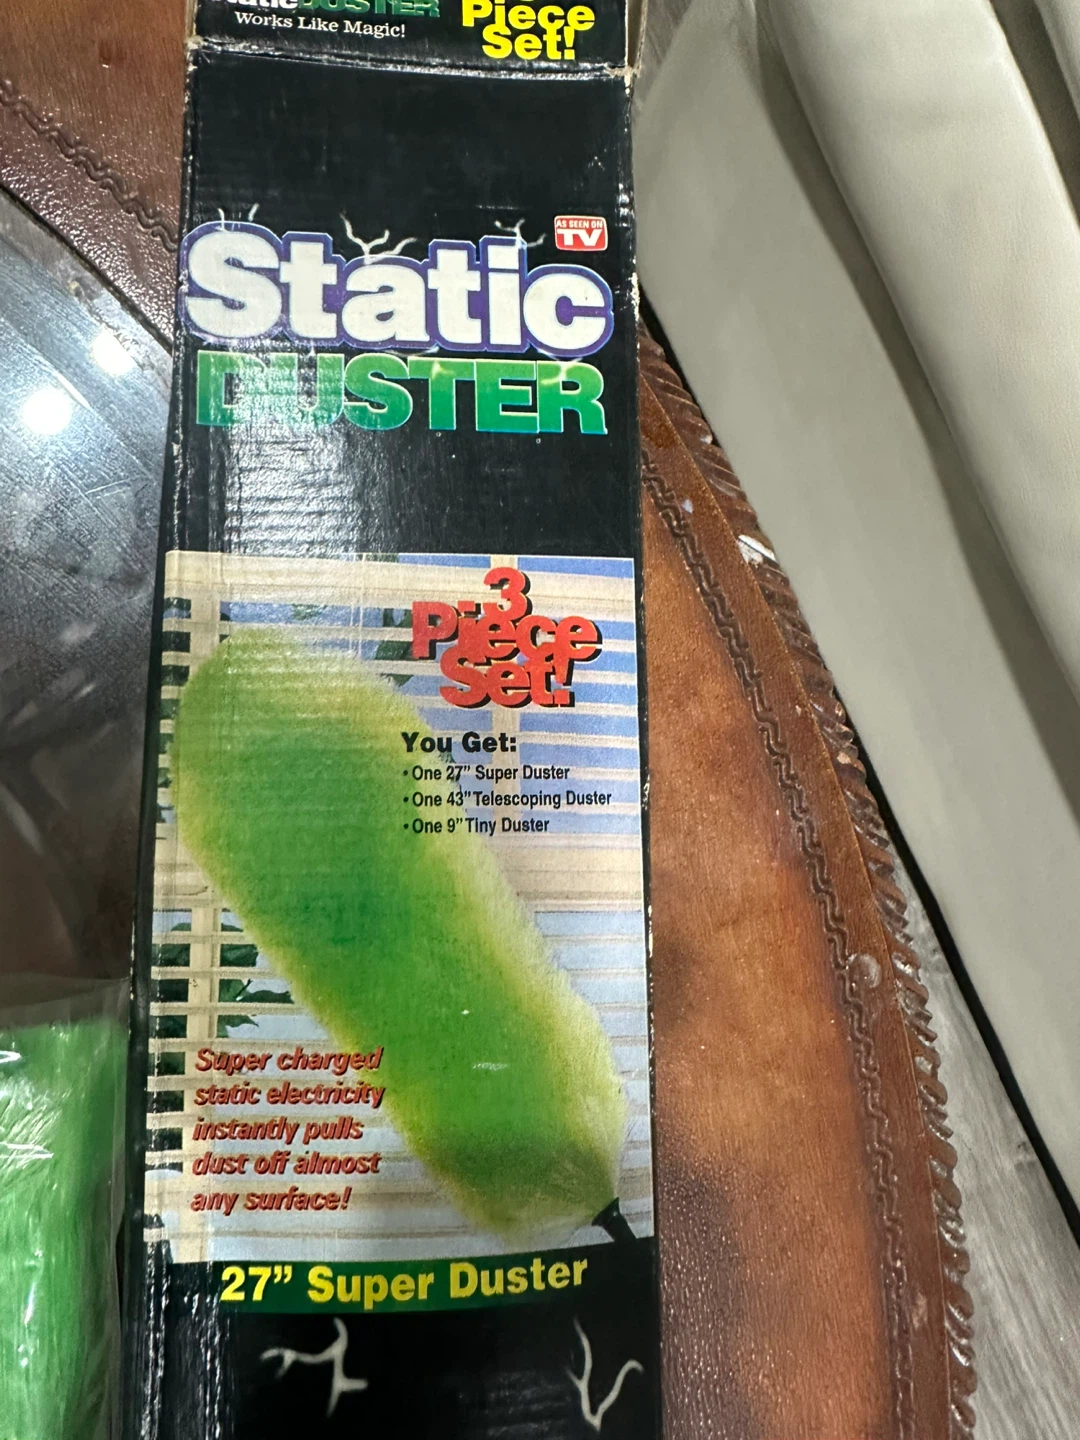 Static DUSTER
Works Like Magic!
Piece
Set!
AS SEEN ON
TV
Static
DUSTER
3
Piece
Set!
You Get:
• One 27" Super Duster
• One 43" Telescoping Duster
• One 9" Tiny Duster
Super charged
static electricity
instantly pulls
dust off almost
any surface!
27" Super Duster